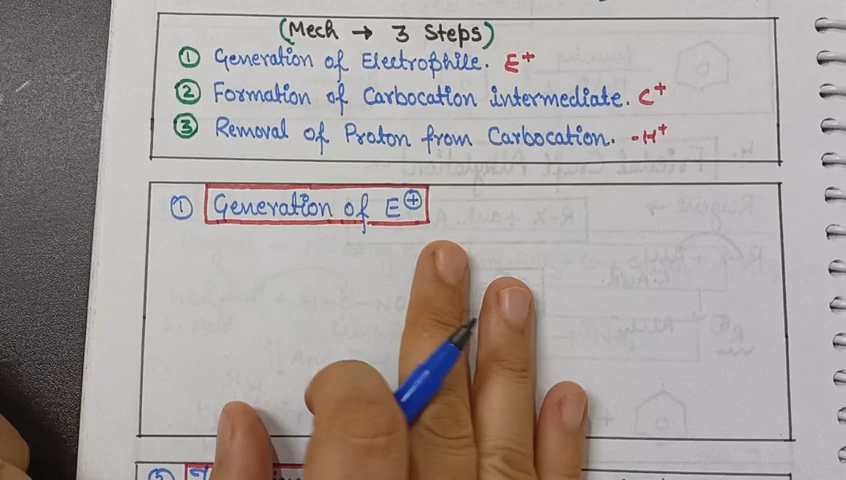 (Mech → 3 Steps)
① Generation of Electrophile. E+
② Formation of Carbocation intermediate. C+
③ Removal of Proton from Carbocation. -H+
① Generation of E⊕